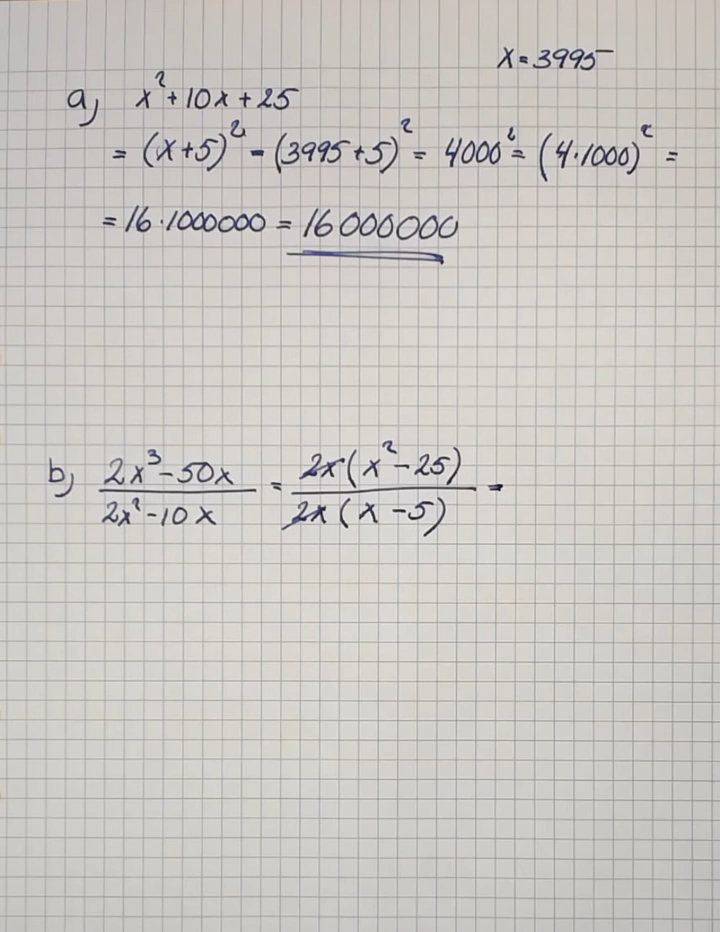 x = 3995
a) x² + 10x + 25
= (x+5)² = (3995+5)² = 4000² = (4·1000)² =
= 16·1000000 = 16000000
b) (2x³ - 50x)/(2x² - 10x) = (2x(x² - 25))/(2x(x - 5)) =